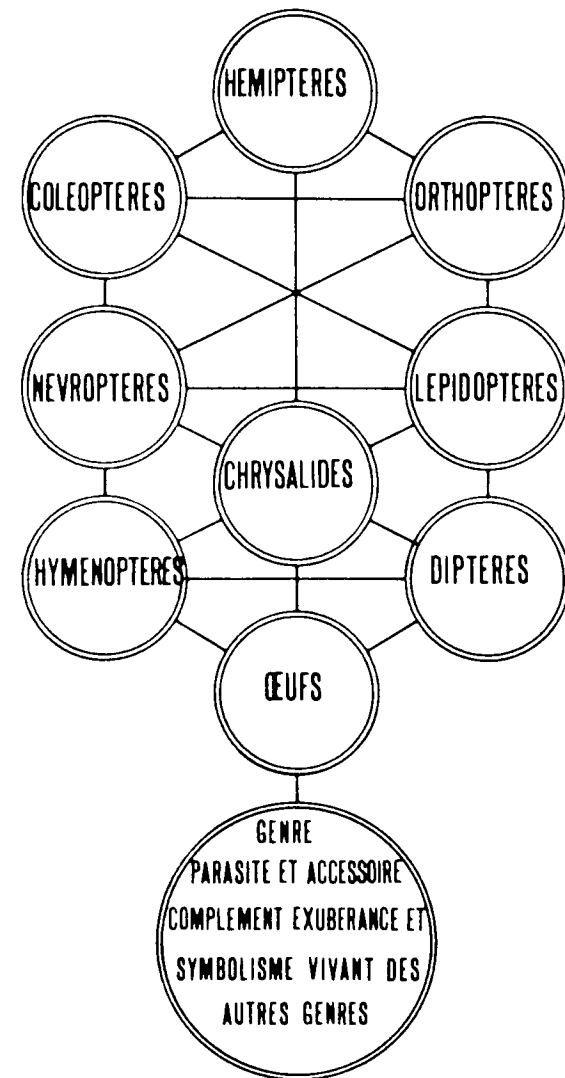 HEMIPTERES
COLEOPTERES
ORTHOPTERES
NEVROPTERES
LEPIDOPTERES
CHRYSALIDES
HYMENOPTERES
DIPTERES
ŒUFS
GENRE
PARASITE ET ACCESSOIRE
COMPLEMENT EXUBERANCE ET
SYMBOLISME VIVANT DES
AUTRES GENRES